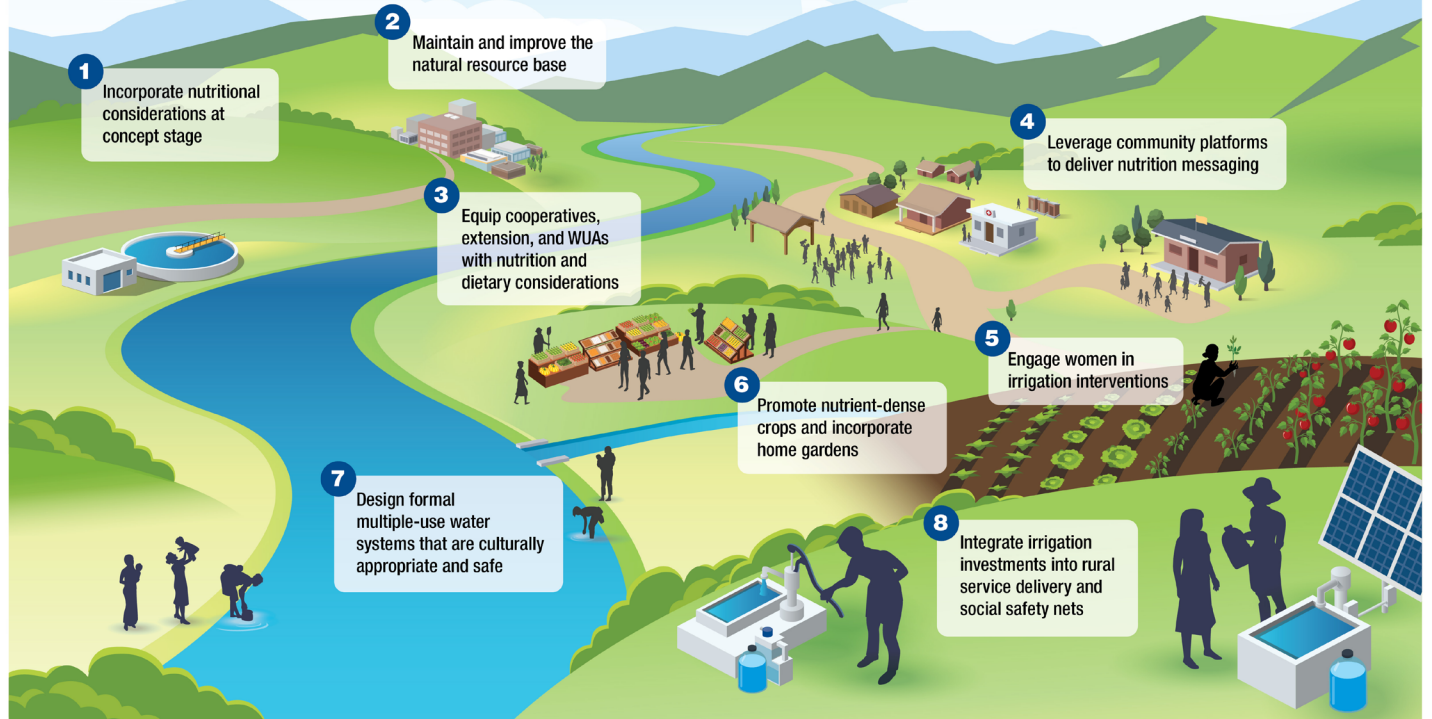 1
Incorporate nutritional
considerations at
concept stage
2
Maintain and improve the
natural resource base
3
Equip cooperatives,
extension, and WUAs
with nutrition and
dietary considerations
4
Leverage community platforms
to deliver nutrition messaging
5
Engage women in
irrigation interventions
6
Promote nutrient-dense
crops and incorporate
home gardens
7
Design formal
multiple-use water
systems that are culturally
appropriate and safe
8
Integrate irrigation
investments into rural
service delivery and
social safety nets